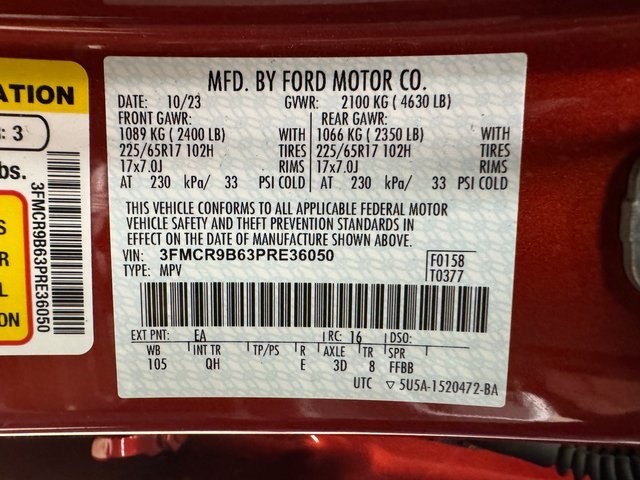 ATION
: 3
bs.
S
L
ON
3FMCR9B63PRE36050
MFD. BY FORD MOTOR CO.
DATE: 10/23 GVWR: 2100 KG ( 4630 LB)
FRONT GAWR: REAR GAWR:
1089 KG ( 2400 LB) WITH 1066 KG ( 2350 LB) WITH
225/65R17 102H TIRES 225/65R17 102H TIRES
17x7.0J RIMS 17x7.0J RIMS
AT 230 kPa/ 33 PSI COLD AT 230 kPa/ 33 PSI COLD
THIS VEHICLE CONFORMS TO ALL APPLICABLE FEDERAL MOTOR
VEHICLE SAFETY AND THEFT PREVENTION STANDARDS IN
EFFECT ON THE DATE OF MANUFACTURE SHOWN ABOVE.
VIN: 3FMCR9B63PRE36050 F0158
TYPE: MPV T0377
EXT PNT: EA RC: 16 DSO:
WB INT TR TP/PS R AXLE TR SPR
105 QH E 3D 8 FFBB
UTC ▽ 5U5A-1520472-BA